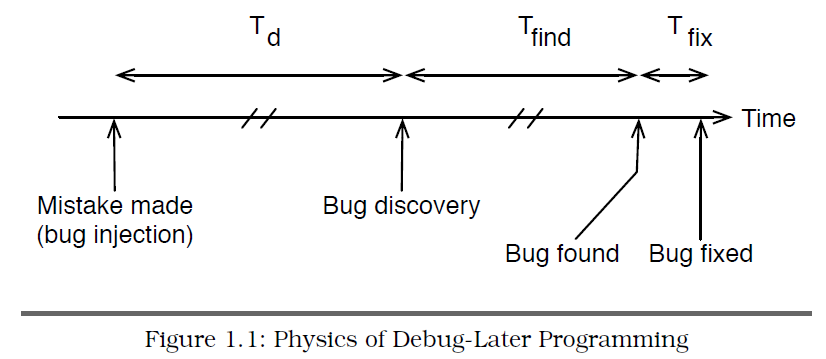 Td
Tfind
Tfix
Time
Mistake made
(bug injection)
Bug discovery
Bug found
Bug fixed
Figure 1.1: Physics of Debug-Later Programming